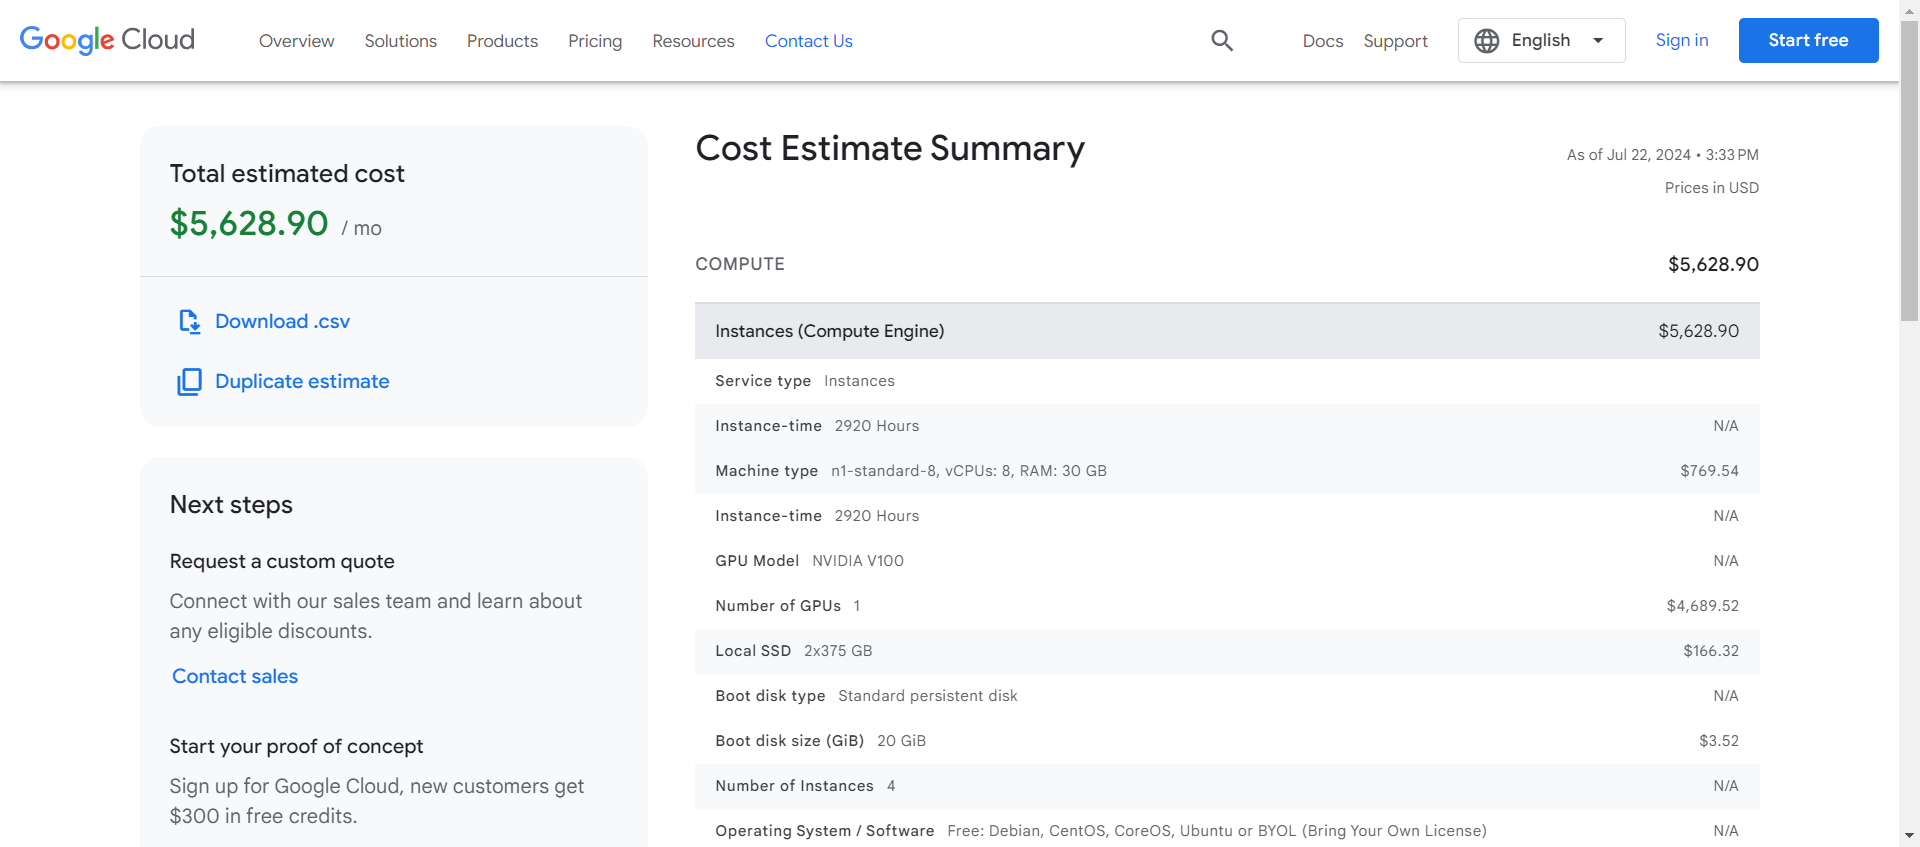 Google Cloud
Overview
Solutions
Products
Pricing
Resources
Contact Us
Docs
Support
English
Sign in
Start free
Total estimated cost
$5,628.90 / mo
Download .csv
Duplicate estimate
Next steps
Request a custom quote
Connect with our sales team and learn about
any eligible discounts.
Contact sales
Start your proof of concept
Sign up for Google Cloud, new customers get
$300 in free credits.
Cost Estimate Summary
As of Jul 22, 2024 • 3:33 PM
Prices in USD
COMPUTE $5,628.90
Instances (Compute Engine) $5,628.90
Service type Instances
Instance-time 2920 Hours N/A
Machine type n1-standard-8, vCPUs: 8, RAM: 30 GB $769.54
Instance-time 2920 Hours N/A
GPU Model NVIDIA V100 N/A
Number of GPUs 1 $4,689.52
Local SSD 2x375 GB $166.32
Boot disk type Standard persistent disk N/A
Boot disk size (GiB) 20 GiB $3.52
Number of Instances 4 N/A
Operating System / Software Free: Debian, CentOS, CoreOS, Ubuntu or BYOL (Bring Your Own License) N/A